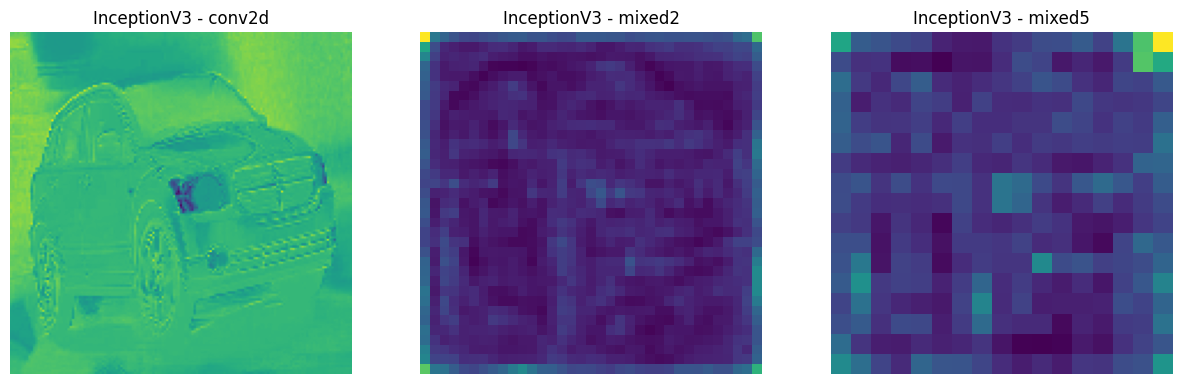 InceptionV3 - conv2d
InceptionV3 - mixed2
InceptionV3 - mixed5